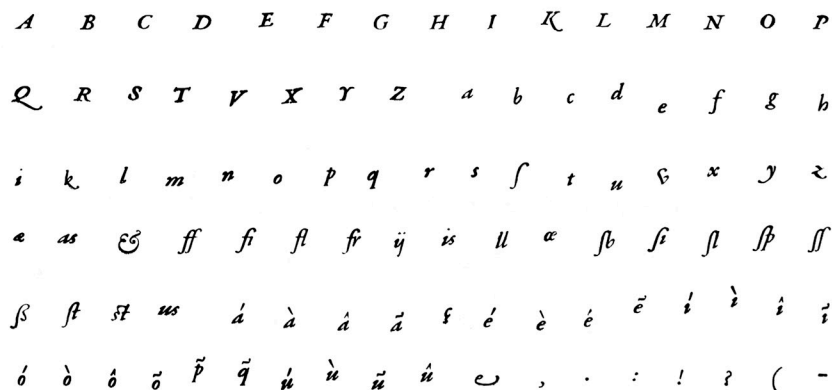 A B C D E F G H I K L M N O P
Q R S T V X Y Z a b c d e f g h
i k l m n o p q r s ſ t u v x y z
æ as & ff fi fl fr ij is ll œ ſb ſi ſl ſp ſſ
ß ſt st us á à â ã ç é è é ẽ í ì î ĩ
ó ò ô õ p̃ q̃ ú ù ũ û , . : ! ? ( -